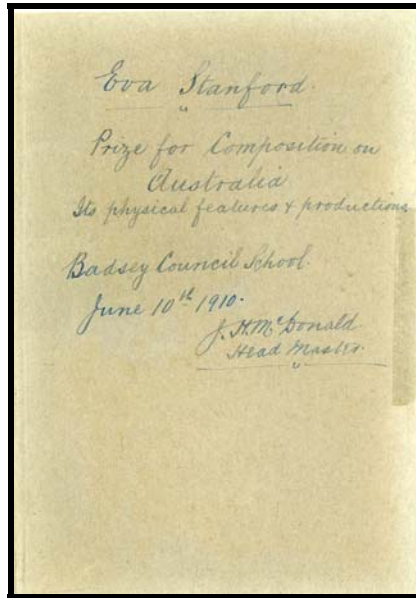 Eva Stanford.
Prize for Composition on
Australia
Its physical features & productions
Badsey Council School.
June 10th 1910.
J. H. McDonald
Head Master.